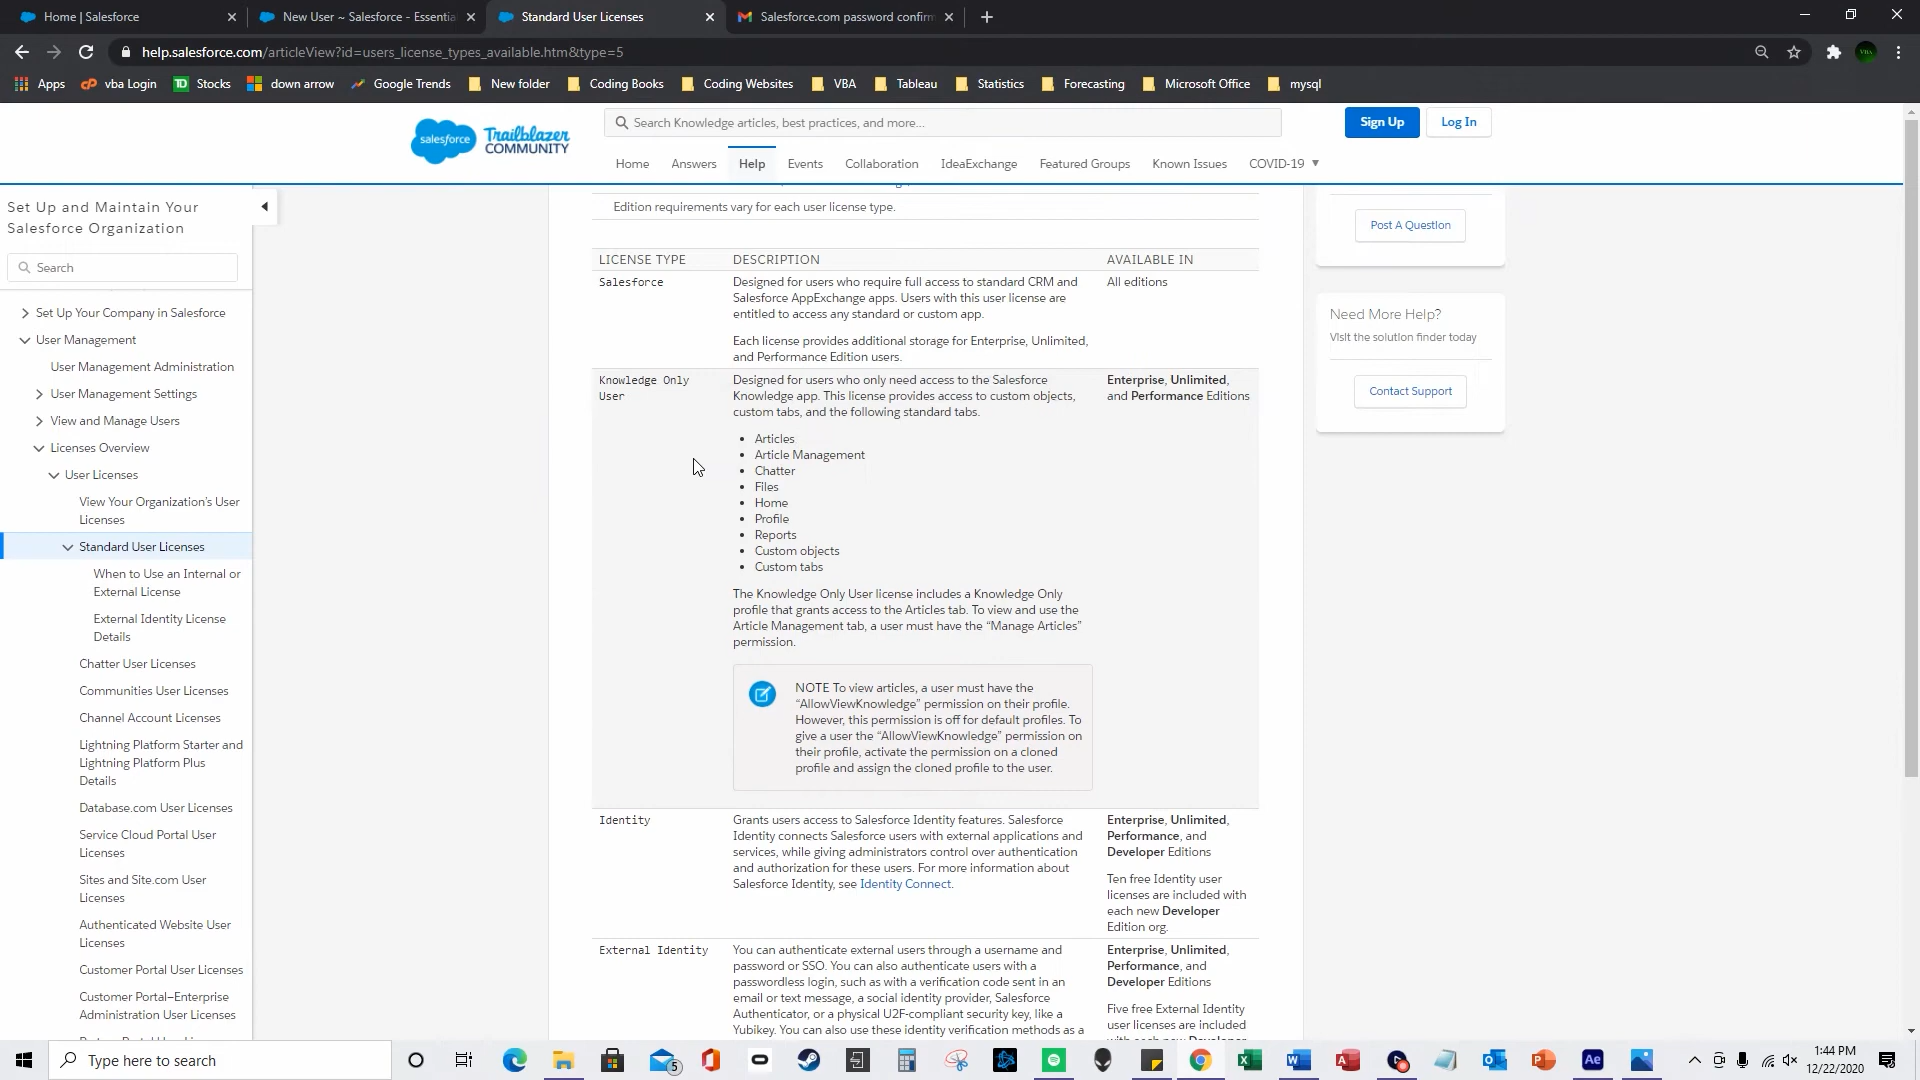 Home | Salesforce
New User ~ Salesforce - Essentia
Standard User Licenses
Salesforce.com password confirm
help.salesforce.com/articleView?id=users_license_types_available.htm&type=5
Apps
vba Login
Stocks
down arrow
Google Trends
New folder
Coding Books
Coding Websites
VBA
Tableau
Statistics
Forecasting
Microsoft Office
mysql
salesforce
Trailblazer
COMMUNITY
Search Knowledge articles, best practices, and more...
Sign Up
Log In
Home
Answers
Help
Events
Collaboration
IdeaExchange
Featured Groups
Known Issues
COVID-19
Set Up and Maintain Your
Salesforce Organization
Search
Set Up Your Company in Salesforce
User Management
User Management Administration
User Management Settings
View and Manage Users
Licenses Overview
User Licenses
View Your Organization's User
Licenses
Standard User Licenses
When to Use an Internal or
External License
External Identity License
Details
Chatter User Licenses
Communities User Licenses
Channel Account Licenses
Lightning Platform Starter and
Lightning Platform Plus
Details
Database.com User Licenses
Service Cloud Portal User
Licenses
Sites and Site.com User
Licenses
Authenticated Website User
Licenses
Customer Portal User Licenses
Customer Portal–Enterprise
Administration User Licenses
Edition requirements vary for each user license type.
LICENSE TYPE
DESCRIPTION
AVAILABLE IN
Salesforce
Designed for users who require full access to standard CRM and
Salesforce AppExchange apps. Users with this user license are
entitled to access any standard or custom app.
Each license provides additional storage for Enterprise, Unlimited,
and Performance Edition users.
All editions
Knowledge Only
User
Designed for users who only need access to the Salesforce
Knowledge app. This license provides access to custom objects,
custom tabs, and the following standard tabs.
• Articles
• Article Management
• Chatter
• Files
• Home
• Profile
• Reports
• Custom objects
• Custom tabs
The Knowledge Only User license includes a Knowledge Only
profile that grants access to the Articles tab. To view and use the
Article Management tab, a user must have the “Manage Articles”
permission.
NOTE To view articles, a user must have the
“AllowViewKnowledge” permission on their profile.
However, this permission is off for default profiles. To
give a user the “AllowViewKnowledge” permission on
their profile, activate the permission on a cloned
profile and assign the cloned profile to the user.
Enterprise, Unlimited,
and Performance Editions
Identity
Grants users access to Salesforce Identity features. Salesforce
Identity connects Salesforce users with external applications and
services, while giving administrators control over authentication
and authorization for these users. For more information about
Salesforce Identity, see Identity Connect.
Enterprise, Unlimited,
Performance, and
Developer Editions
Ten free Identity user
licenses are included with
each new Developer
Edition org.
External Identity
You can authenticate external users through a username and
password or SSO. You can also authenticate users with a
passwordless login, such as with a verification code sent in an
email or text message, a social identity provider, Salesforce
Authenticator, or a physical U2F-compliant security key, like a
Yubikey. You can also use these identity verification methods as a
Enterprise, Unlimited,
Performance, and
Developer Editions
Five free External Identity
user licenses are included
Post A Question
Need More Help?
Visit the solution finder today
Contact Support
Type here to search
5
Ae
1:44 PM
12/22/2020